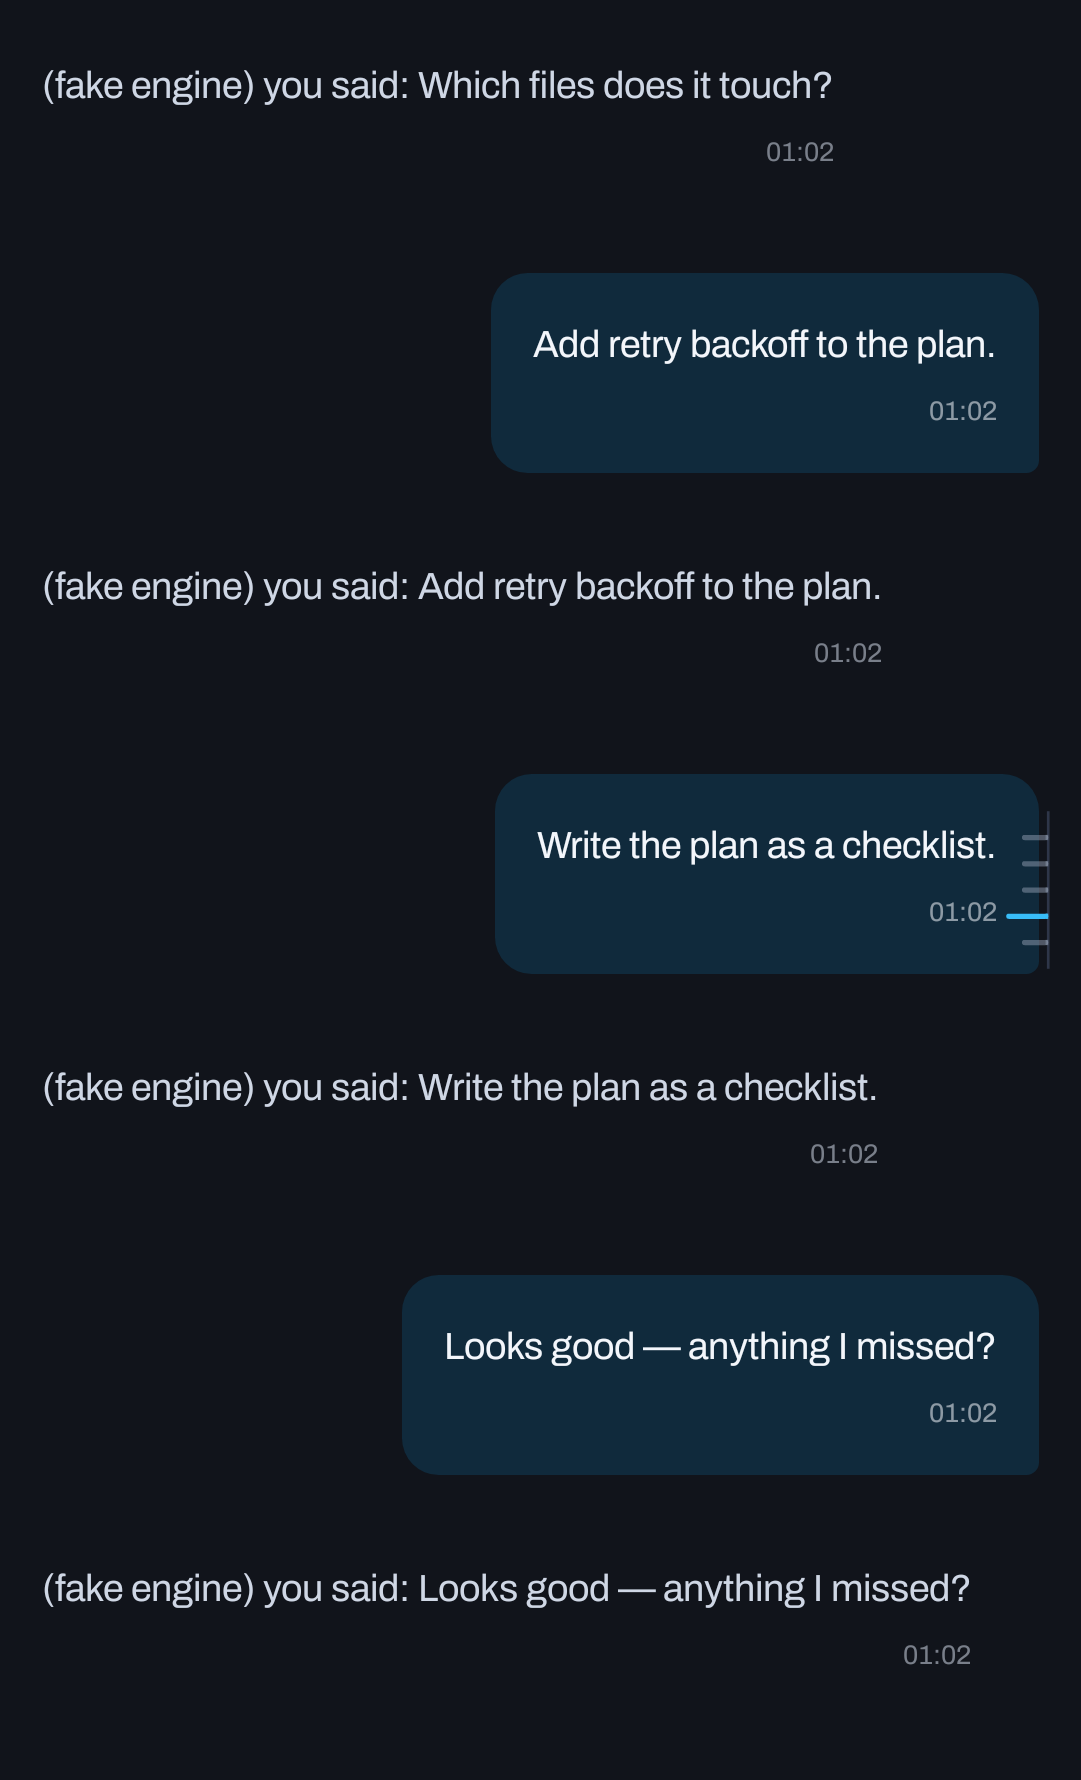 (fake engine) you said: Which files does it touch?
01:02
Add retry backoff to the plan.
01:02
(fake engine) you said: Add retry backoff to the plan.
01:02
Write the plan as a checklist.
01:02
(fake engine) you said: Write the plan as a checklist.
01:02
Looks good — anything I missed?
01:02
(fake engine) you said: Looks good — anything I missed?
01:02